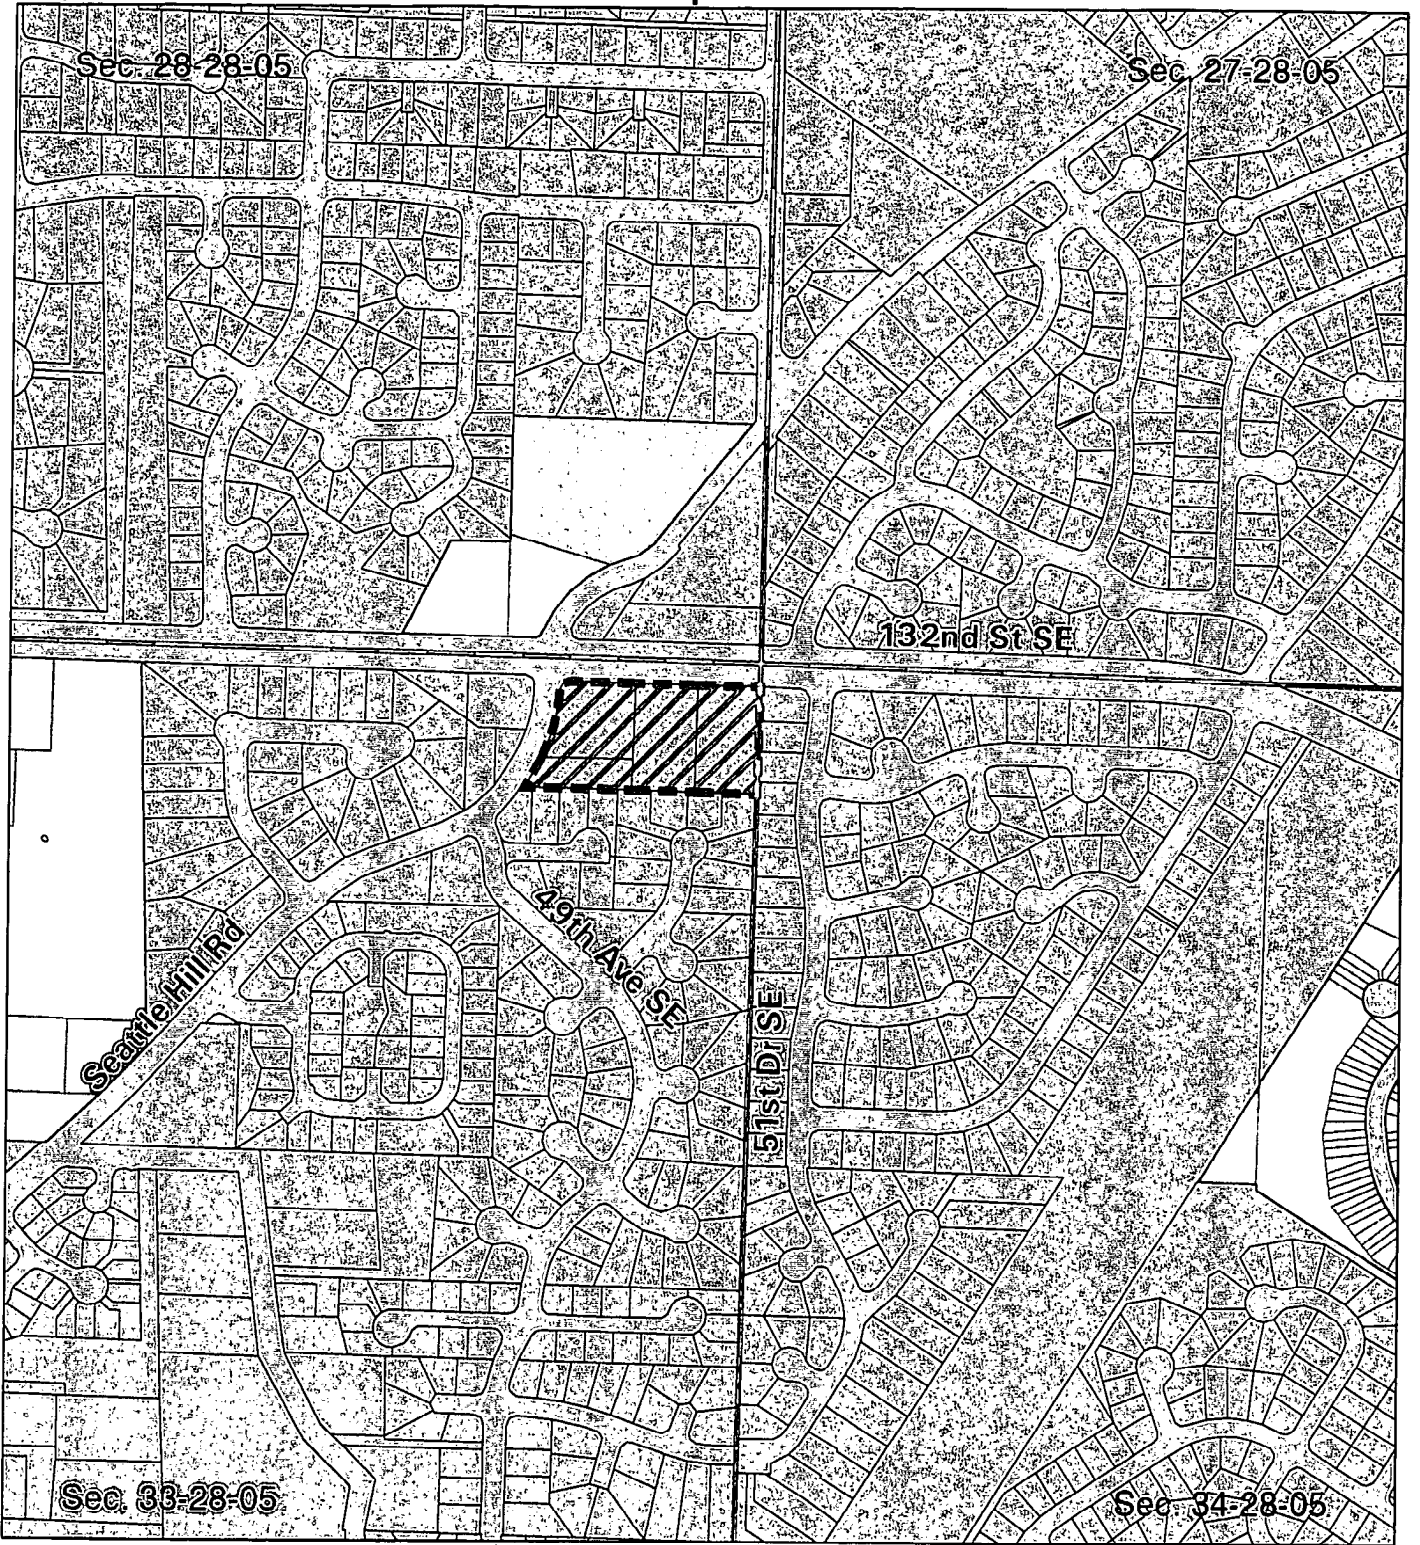 Sec. 28-28-05
Sec. 27-28-05
132nd St SE
49th Ave SE
Seattle Hill Rd
51st Dr SE
Sec. 33-28-05
Sec. 34-28-05